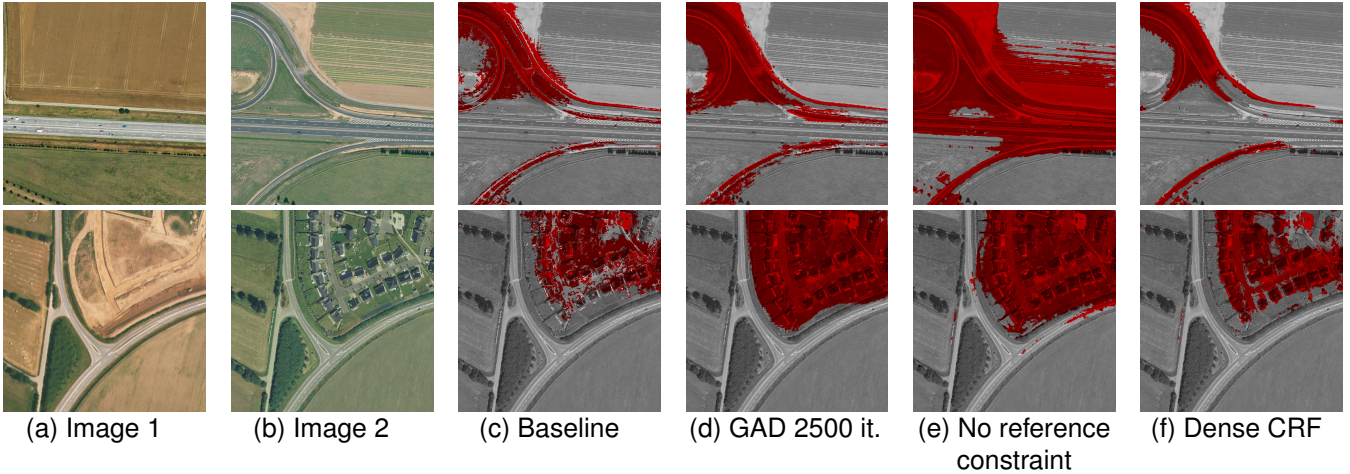 (a) Image 1
(b) Image 2
(c) Baseline
(d) GAD 2500 it.
(e) No reference
constraint
(f) Dense CRF